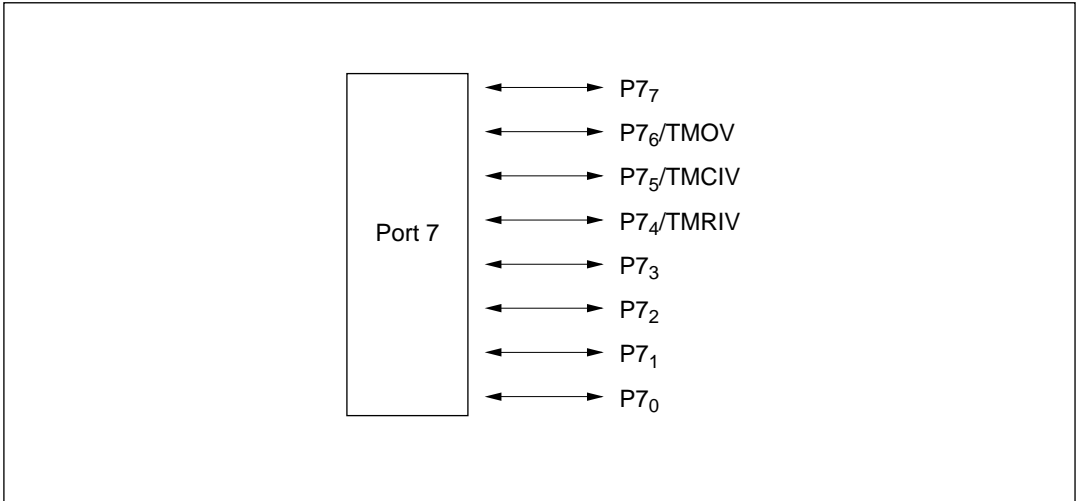 P7₇
P7₆/TMOV
P7₅/TMCIV
P7₄/TMRIV
Port 7
P7₃
P7₂
P7₁
P7₀